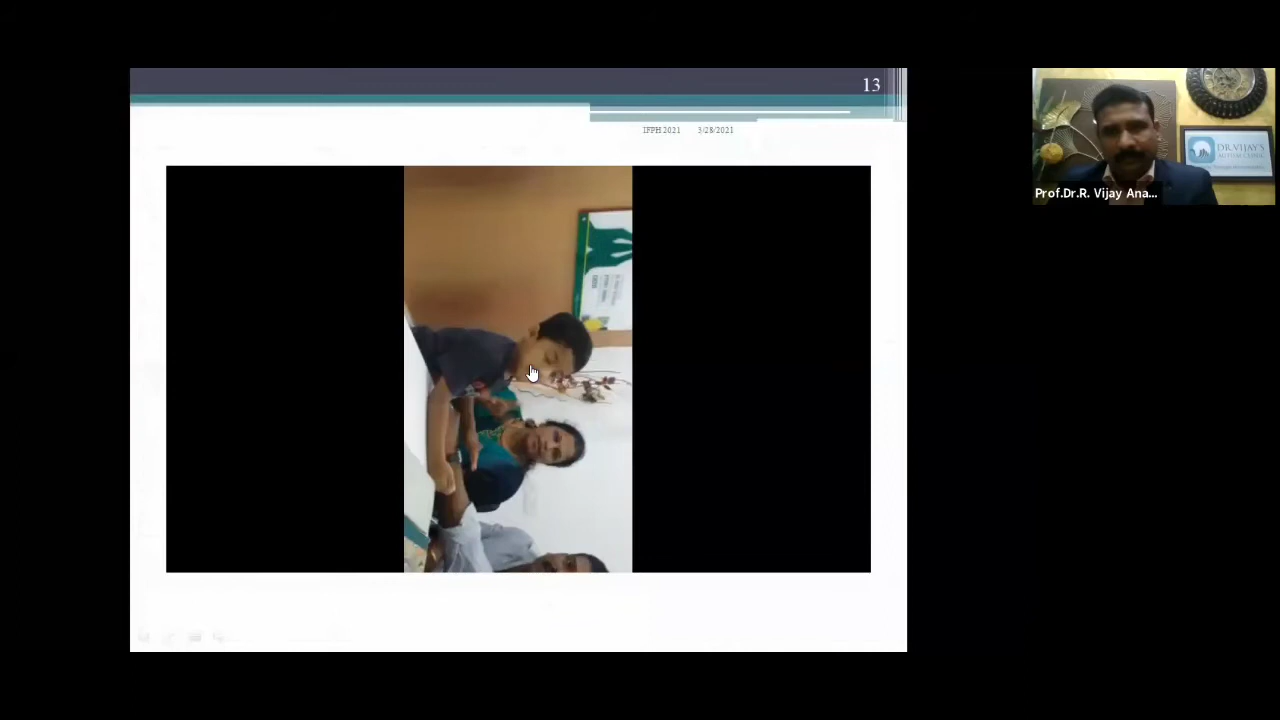 13
IFPH 2021 3/28/2021
DR.VIJAY'S
AUTISM CLINIC
Prof.Dr.R. Vijay Ana...